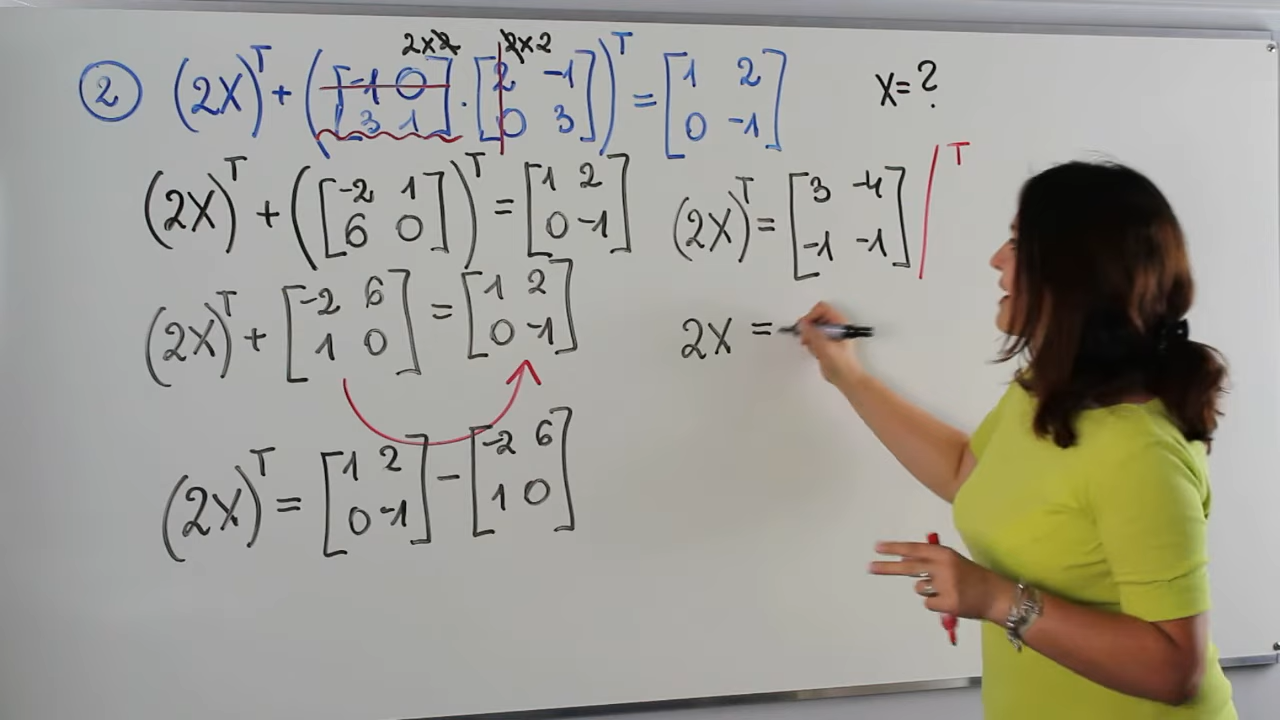 2x2 2x2
② (2X)ᵀ + ([-1 0; 3 1] · [2 -1; 0 3])ᵀ = [1 2; 0 -1]
x = ?
(2X)ᵀ + ([-2 1; 6 0])ᵀ = [1 2; 0 -1]
(2X)ᵀ + [-2 6; 1 0] = [1 2; 0 -1]
(2X)ᵀ = [1 2; 0 -1] - [-2 6; 1 0]
(2X)ᵀ = [3 -4; -1 -1] / T
2X =